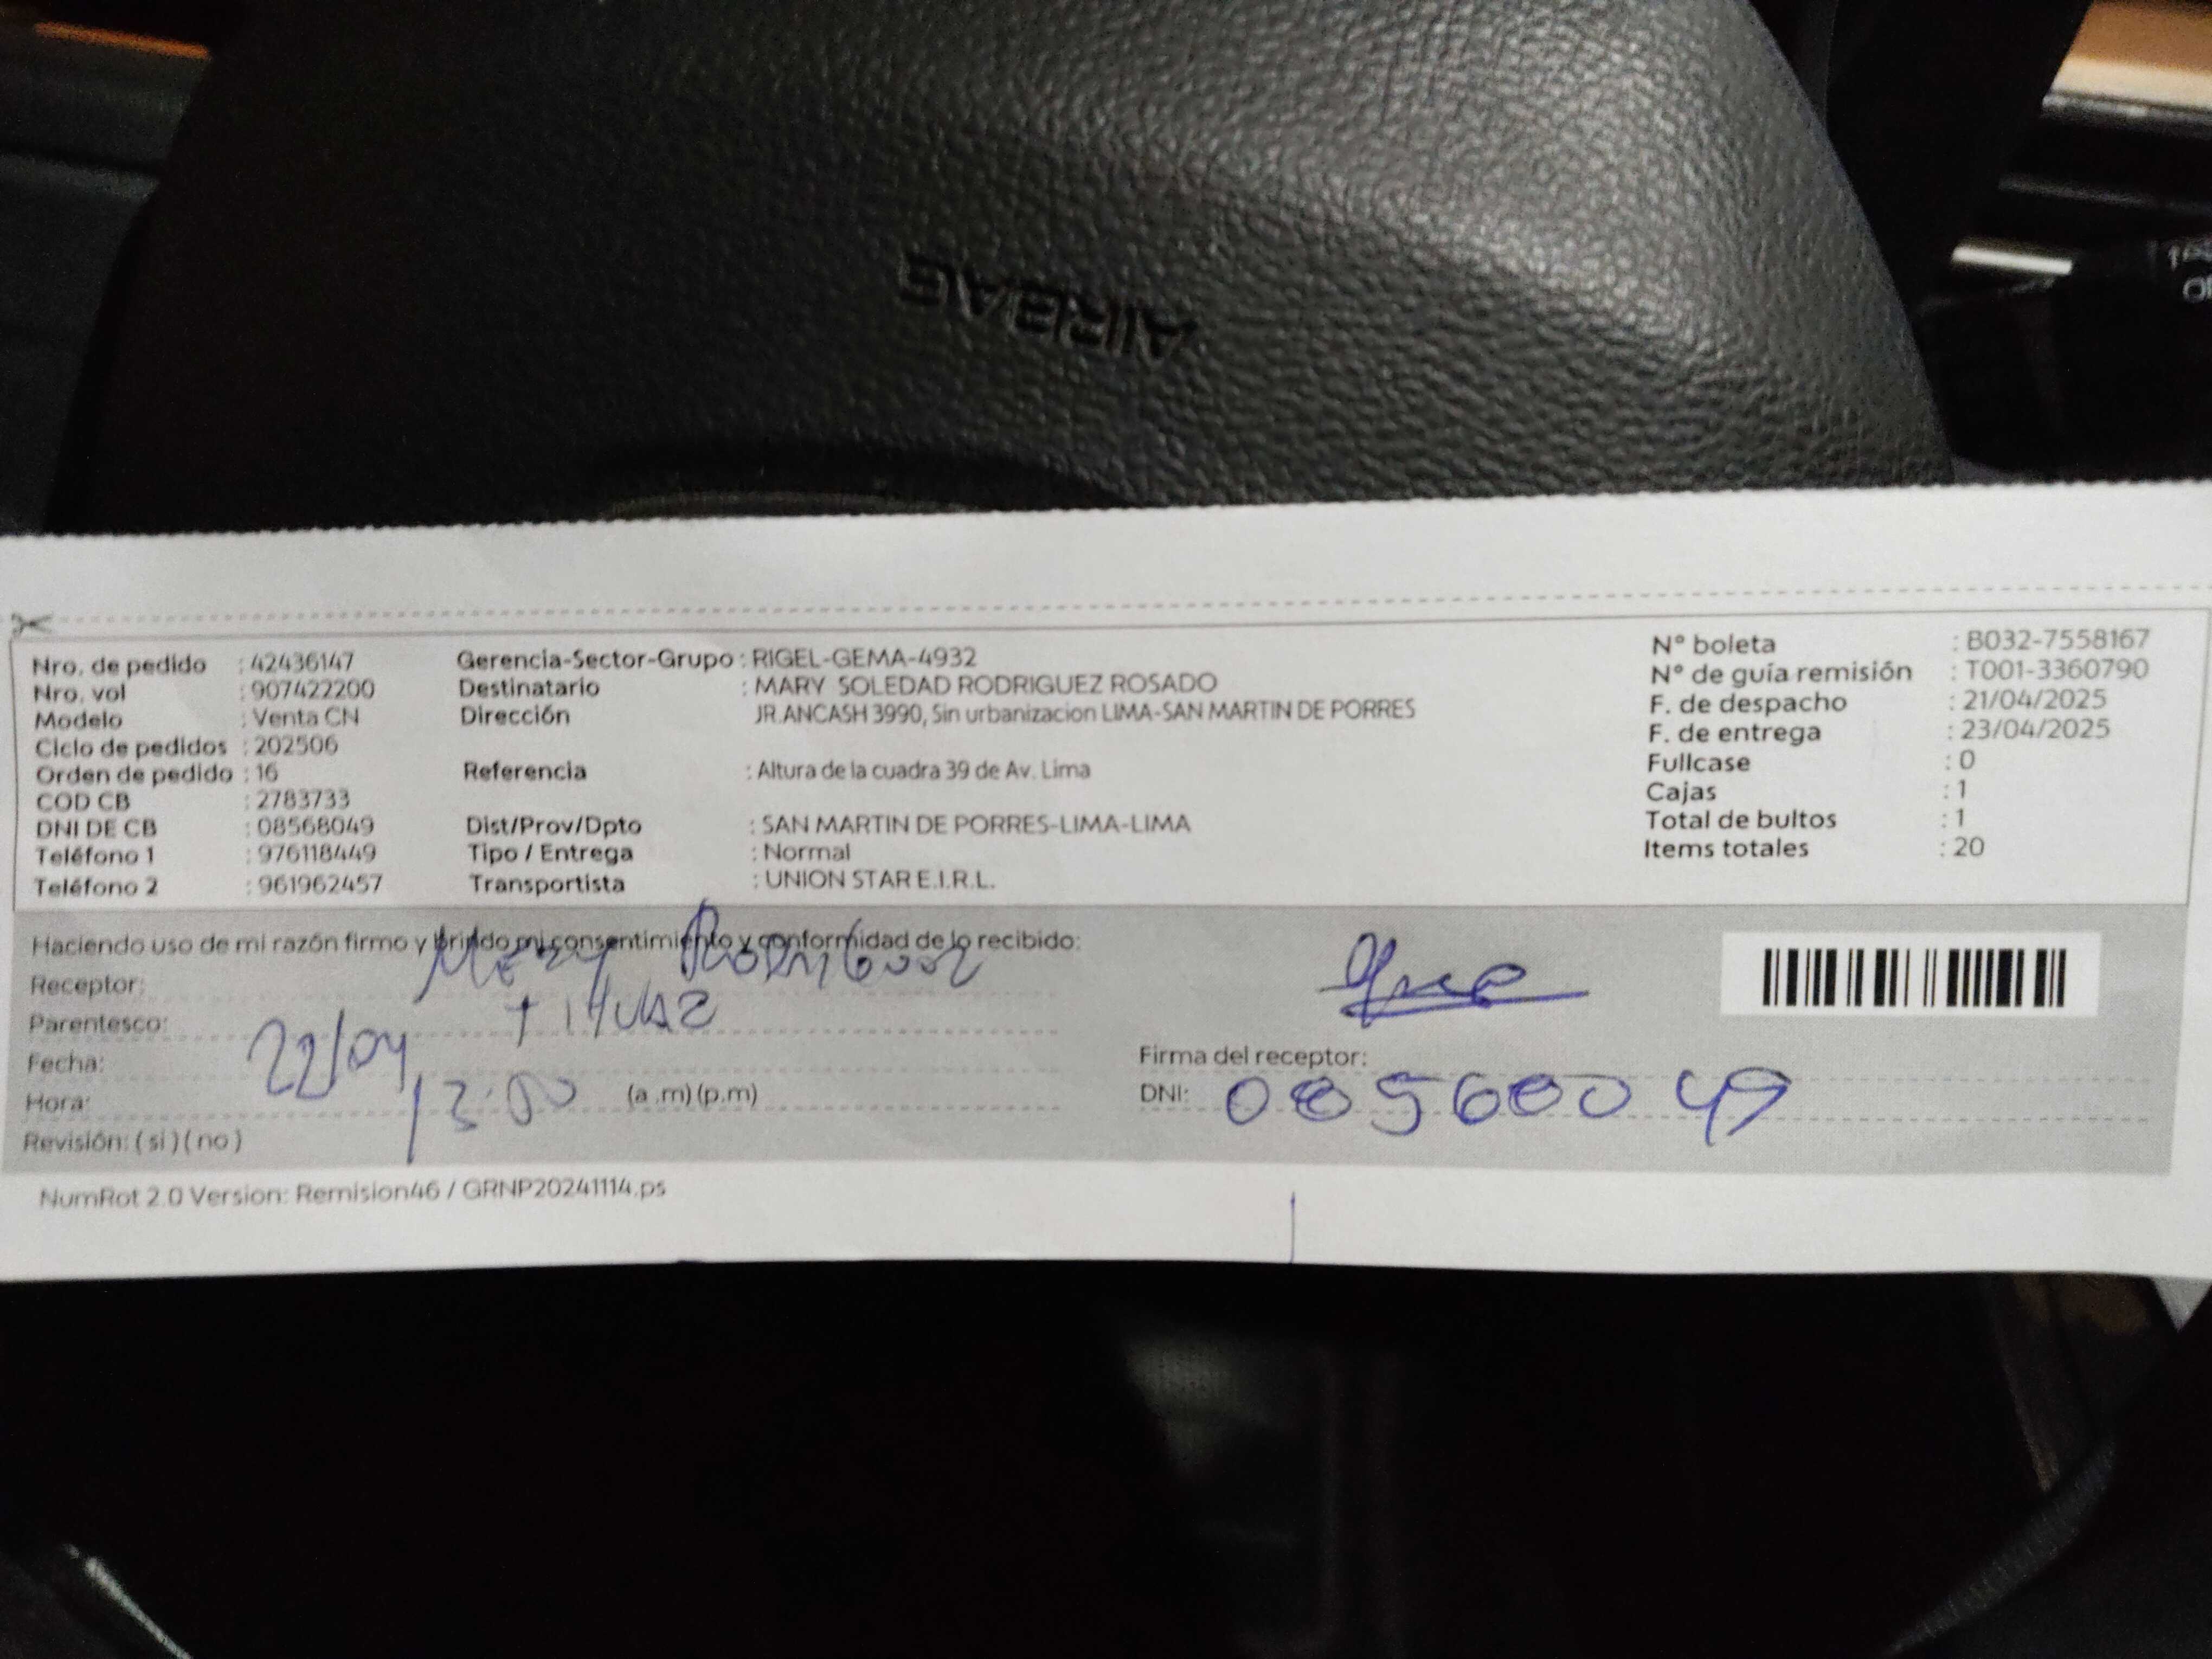 AIRBAG
Nro. de pedido : 42436147 Gerencia-Sector-Grupo : RIGEL-GEMA-4932 N° boleta : B032-7558167
Nro. vol : 907422200 Destinatario : MARY SOLEDAD RODRIGUEZ ROSADO N° de guía remisión : T001-3360790
Modelo : Venta CN Dirección JR.ANCASH 3990, Sin urbanizacion LIMA-SAN MARTIN DE PORRES F. de despacho : 21/04/2025
Ciclo de pedidos : 202506 F. de entrega : 23/04/2025
Orden de pedido : 16 Referencia : Altura de la cuadra 39 de Av. Lima Fullcase : 0
COD CB : 2783733 Cajas : 1
DNI DE CB : 08568049 Dist/Prov/Dpto : SAN MARTIN DE PORRES-LIMA-LIMA Total de bultos : 1
Teléfono 1 : 976118449 Tipo / Entrega : Normal Items totales : 20
Teléfono 2 : 961962457 Transportista : UNION STAR E.I.R.L.
Haciendo uso de mi razón firmo y brindo mi consentimiento y conformidad de lo recibido:
Receptor: Mery Rodriguez
Parentesco:
Fecha: 22/04 Firma del receptor:
Hora: 13:00 (a .m) (p.m) DNI: 08568049
Revisión: ( si ) ( no )
NumRot 2.0 Version: Remision46 / GRNP20241114.ps